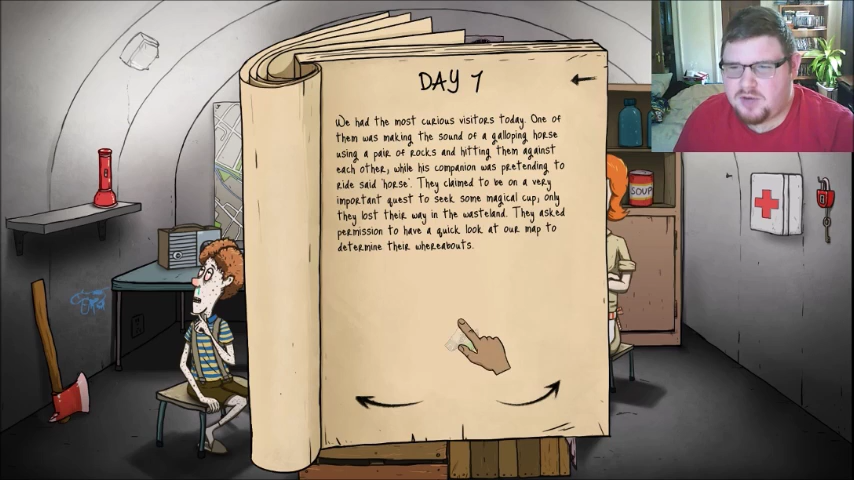 DAY 7
We had the most curious visitors today. One of
them was making the sound of a galloping horse
using a pair of rocks and hitting them against
each other, while his companion was pretending to
ride said 'horse'. They claimed to be on a very
important quest to seek some magical cup, only
they lost their way in the wasteland. They asked
permission to have a quick look at our map to
determine their whereabouts.
SOUP